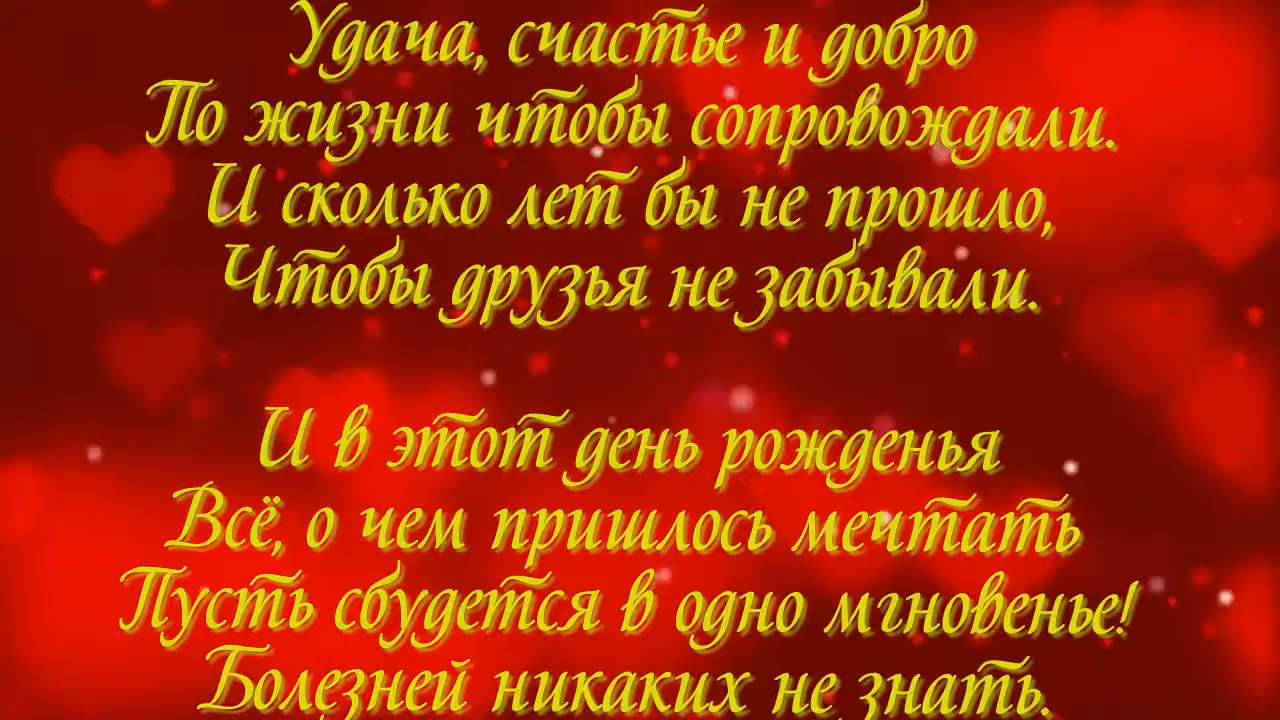 Удача, счастье и добро
По жизни чтобы сопровождали.
И сколько лет бы не прошло,
Чтобы друзья не забывали.
И в этот день рожденья
Всё, о чем пришлось мечтать
Пусть сбудется в одно мгновенье!
Болезней никаких не знать.